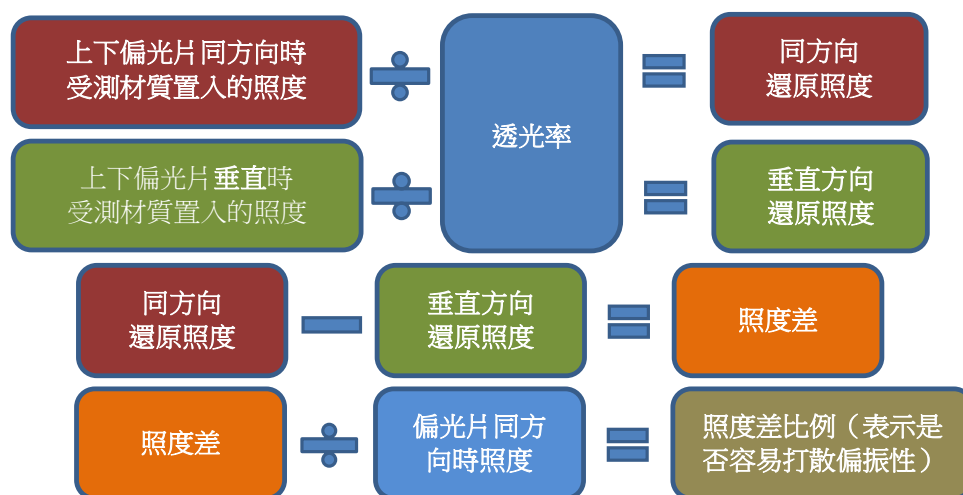 上下偏光片同方向時
受測材質置入的照度
透光率
同方向
還原照度
上下偏光片垂直時
受測材質置入的照度
垂直方向
還原照度
同方向
還原照度
垂直方向
還原照度
照度差
照度差
偏光片同方
向時照度
照度差比例（表示是
否容易打散偏振性）